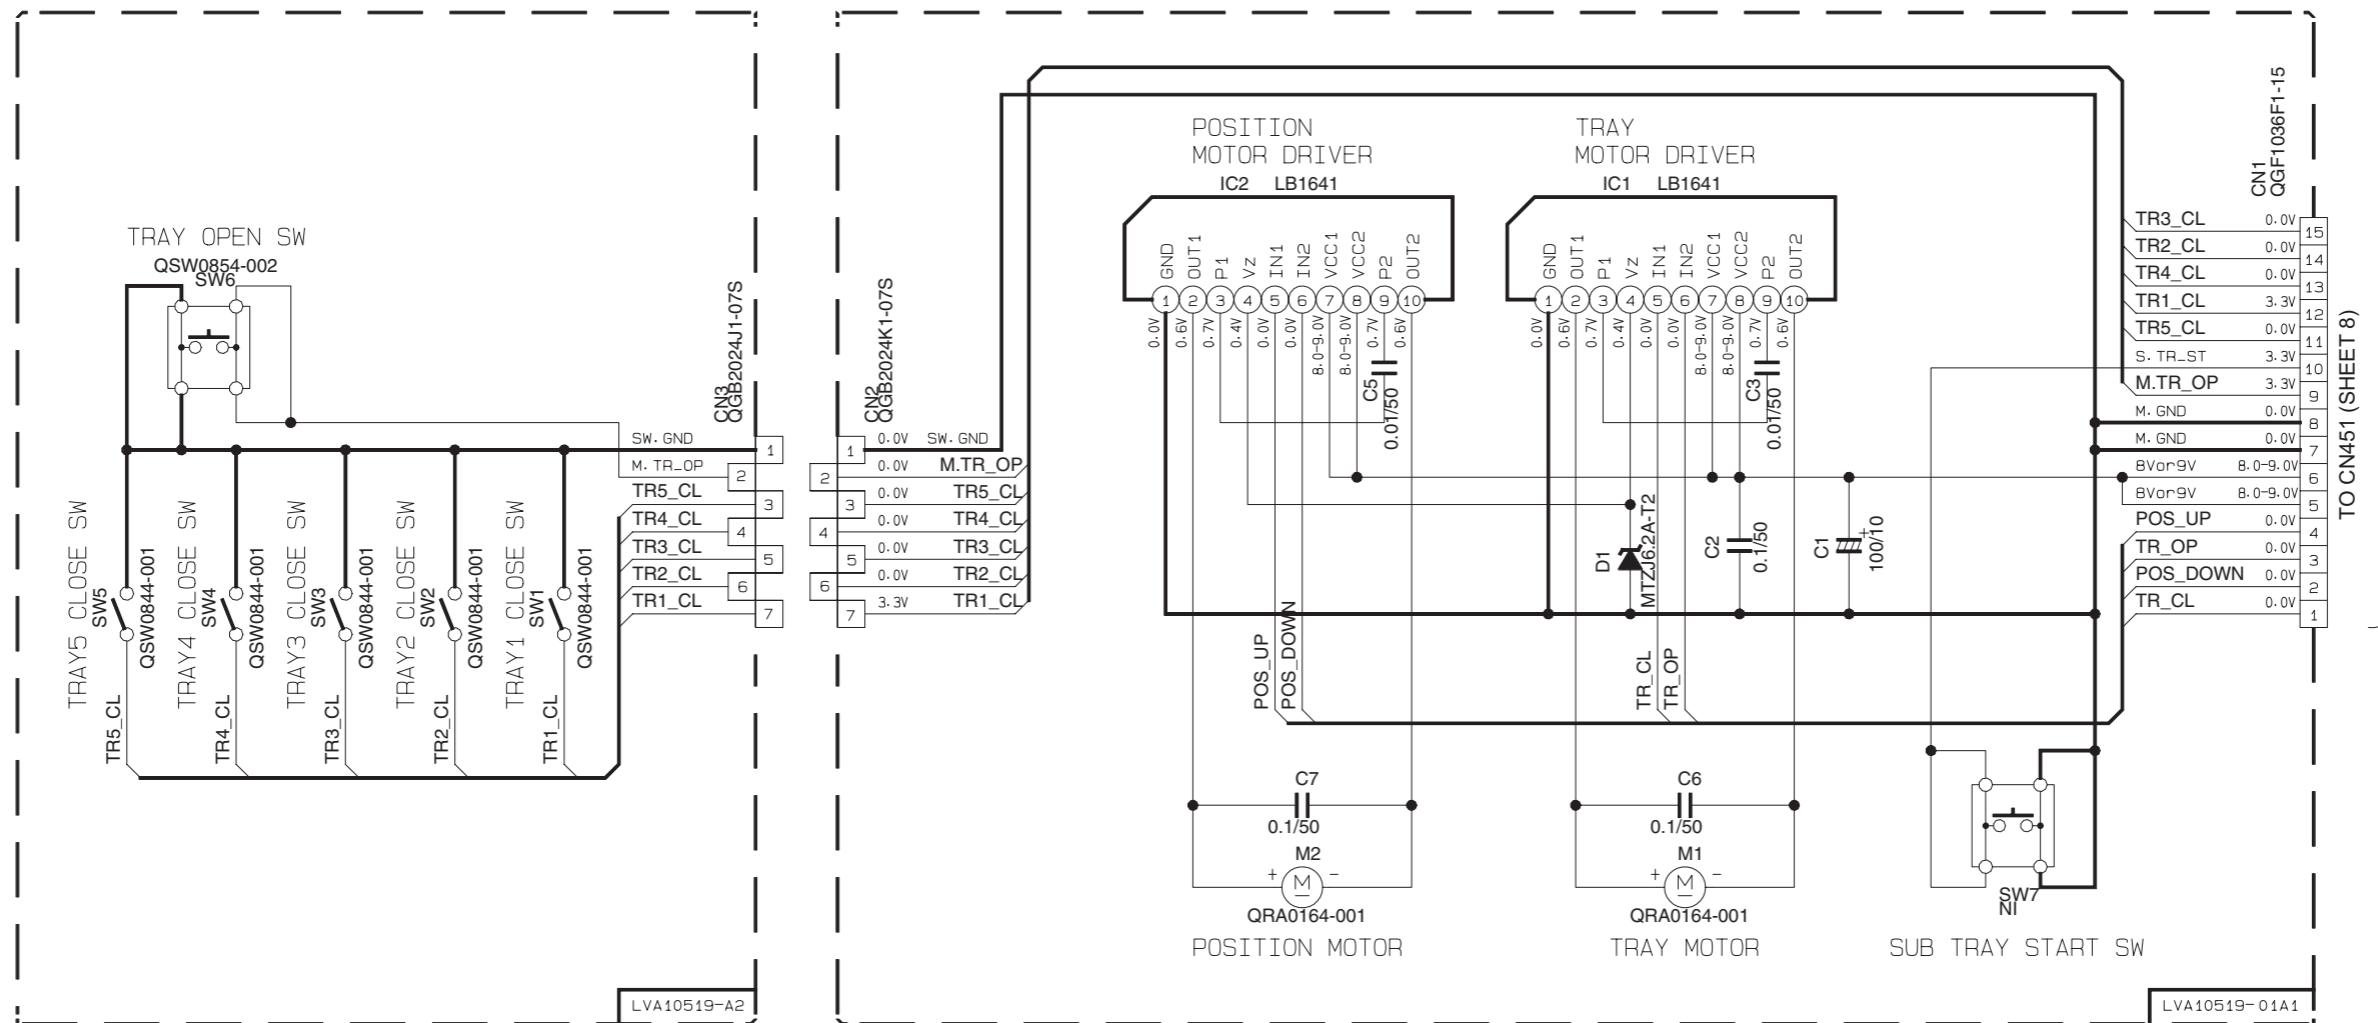 TRAY OPEN SW
QSW0854-002
SW6
TRAY5 CLOSE SW
SW5
QSW0844-001
TR5_CL
TRAY4 CLOSE SW
SW4
QSW0844-001
TR4_CL
TRAY3 CLOSE SW
SW3
QSW0844-001
TR3_CL
TRAY2 CLOSE SW
SW2
QSW0844-001
TR2_CL
TRAY1 CLOSE SW
SW1
QSW0844-001
TR1_CL
CN3
QGB2024J1-07S
SW.GND 1
M.TR_OP 2
TR5_CL 3
TR4_CL 4
TR3_CL 5
TR2_CL 6
TR1_CL 7
LVA10519-A2
CN2
QGB2024K1-07S
1 0.0V SW.GND
2 0.0V M.TR_OP
3 0.0V TR5_CL
4 0.0V TR4_CL
5 0.0V TR3_CL
6 0.0V TR2_CL
7 3.3V TR1_CL
POSITION
MOTOR DRIVER
IC2 LB1641
GND OUT1 P1 Vz IN1 IN2 VCC1 VCC2 P2 OUT2
1 2 3 4 5 6 7 8 9 10
0.0V 0.6V 0.7V 0.4V 0.0V 0.0V 8.0-9.0V 8.0-9.0V 0.7V 0.6V
C5
0.01/50
POS_UP
POS_DOWN
C7
0.1/50
M2
+ M -
QRA0164-001
POSITION MOTOR
TRAY
MOTOR DRIVER
IC1 LB1641
GND OUT1 P1 Vz IN1 IN2 VCC1 VCC2 P2 OUT2
1 2 3 4 5 6 7 8 9 10
0.0V 0.6V 0.7V 0.4V 0.0V 0.0V 8.0-9.0V 8.0-9.0V 0.7V 0.6V
C3
0.01/50
D1
MTZJ6.2A-T2
C2
0.1/50
C1
+
100/10
TR_CL
TR_OP
C6
0.1/50
M1
+ M -
QRA0164-001
TRAY MOTOR
SW7
NI
SUB TRAY START SW
CN1
QGF1036F1-15
TR3_CL 0.0V 15
TR2_CL 0.0V 14
TR4_CL 0.0V 13
TR1_CL 3.3V 12
TR5_CL 0.0V 11
S.TR_ST 3.3V 10
M.TR_OP 3.3V 9
M.GND 0.0V 8
M.GND 0.0V 7
8Vor9V 8.0-9.0V 6
8Vor9V 8.0-9.0V 5
POS_UP 0.0V 4
TR_OP 0.0V 3
POS_DOWN 0.0V 2
TR_CL 0.0V 1
TO CN451 (SHEET 8)
LVA10519-01A1